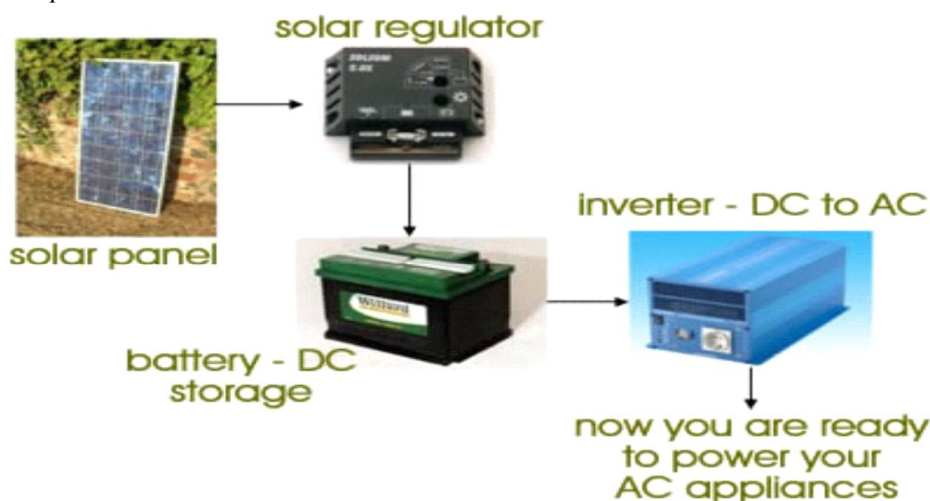 solar regulator
solar panel
inverter - DC to AC
battery - DC
storage
now you are ready
to power your
AC appliances